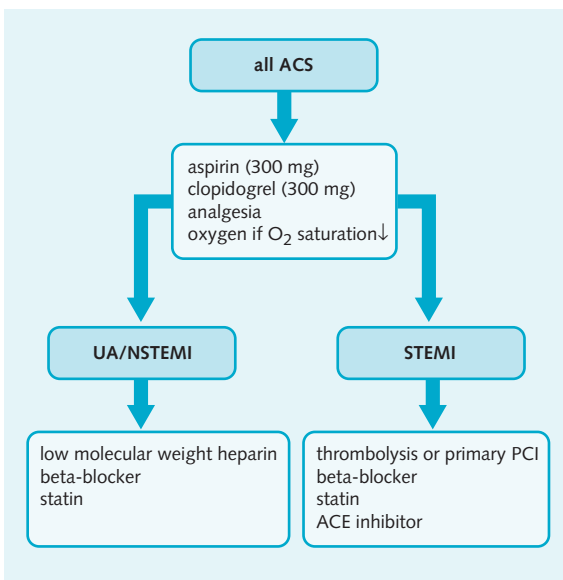 all ACS
aspirin (300 mg)
clopidogrel (300 mg)
analgesia
oxygen if O₂ saturation↓
UA/NSTEMI
STEMI
low molecular weight heparin
beta-blocker
statin
thrombolysis or primary PCI
beta-blocker
statin
ACE inhibitor